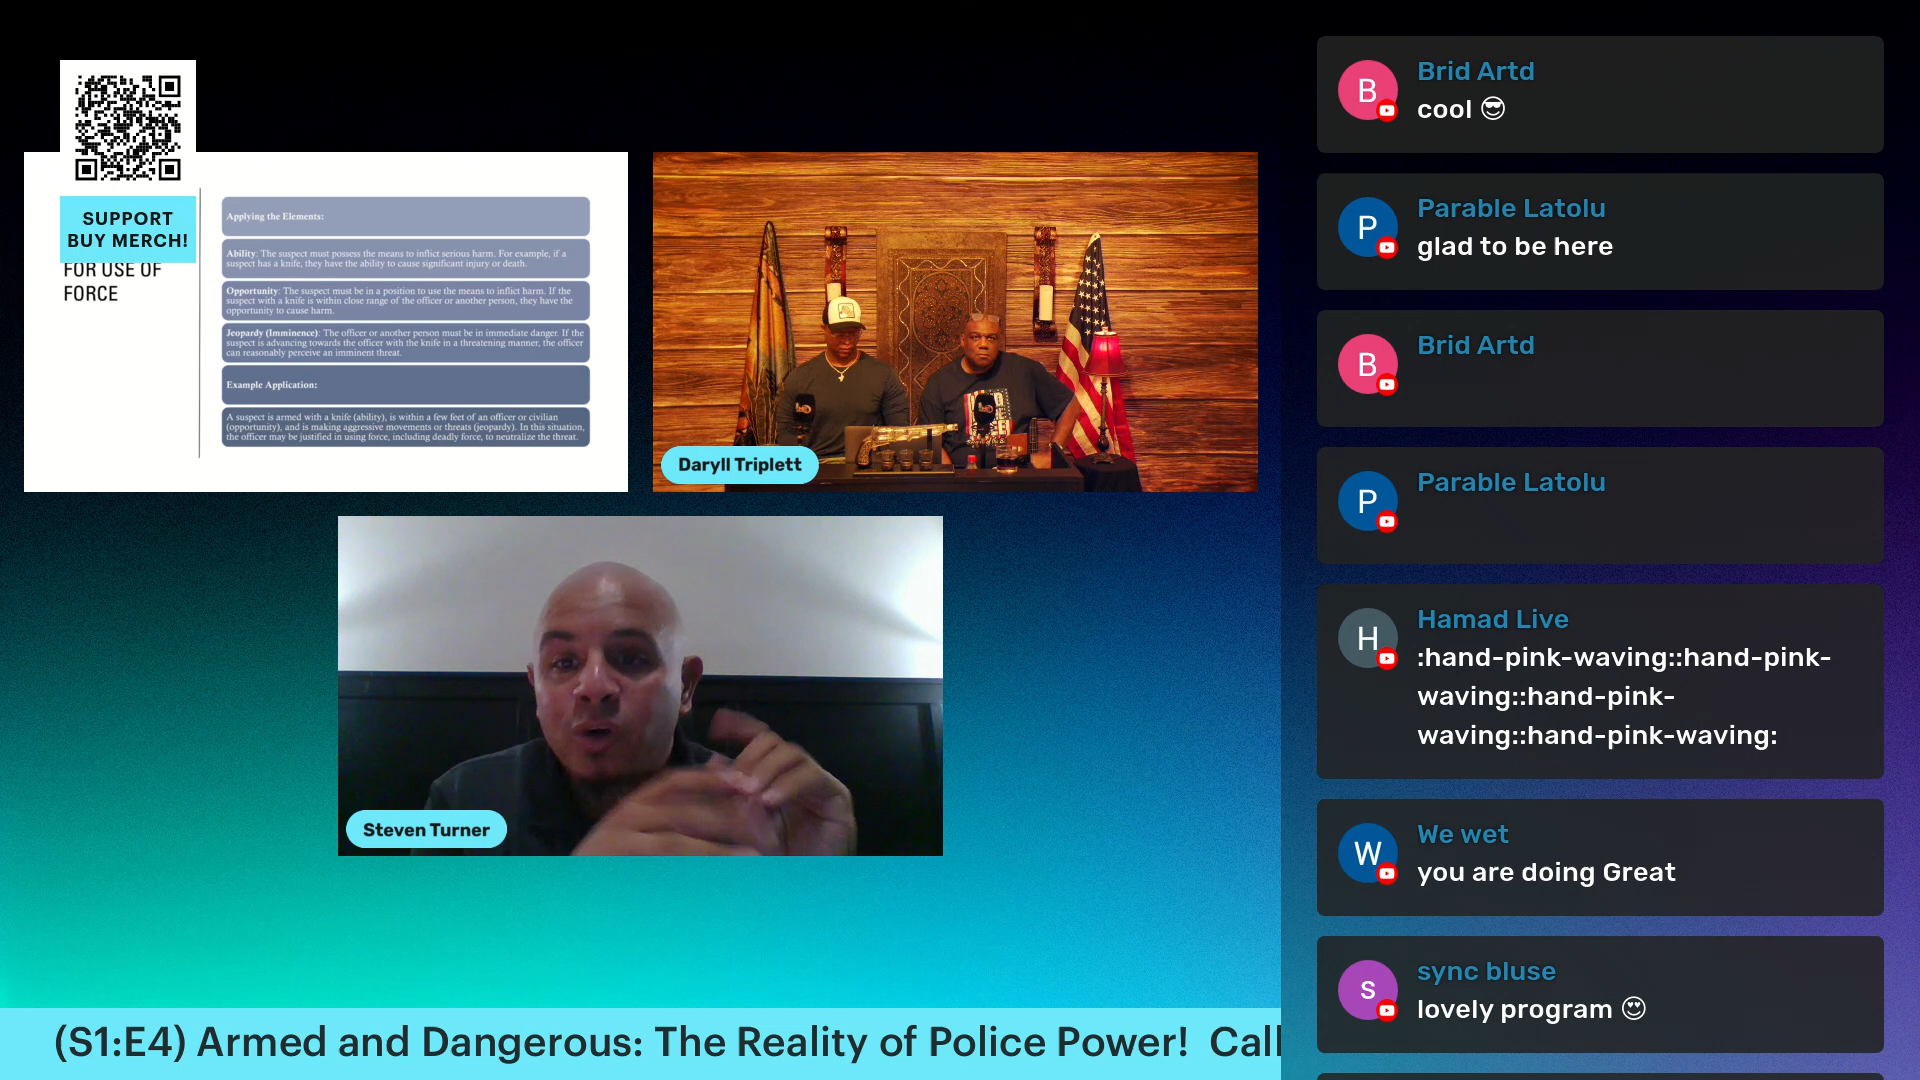 SUPPORT
BUY MERCH!
FOR USE OF
FORCE
Applying the Elements:
Ability: The suspect must possess the means to inflict serious harm. For example, if a
suspect has a knife, they have the ability to cause significant injury or death.
Opportunity: The suspect must be in a position to use the means to inflict harm. If the
suspect with a knife is within close range of the officer or another person, they have the
opportunity to cause harm.
Jeopardy (Imminence): The officer or another person must be in immediate danger. If the
suspect is advancing towards the officer with the knife in a threatening manner, the officer
can reasonably perceive an imminent threat.
Example Application:
A suspect is armed with a knife (ability), is within a few feet of an officer or civilian
(opportunity), and is making aggressive movements or threats (jeopardy). In this situation,
the officer may be justified in using force, including deadly force, to neutralize the threat.
Daryll Triplett
Steven Turner
(S1:E4) Armed and Dangerous: The Reality of Police Power! Call
B
Brid Artd
cool 😎
P
Parable Latolu
glad to be here
B
Brid Artd
P
Parable Latolu
H
Hamad Live
:hand-pink-waving::hand-pink-
waving::hand-pink-
waving::hand-pink-waving:
W
We wet
you are doing Great
s
sync bluse
lovely program 😍